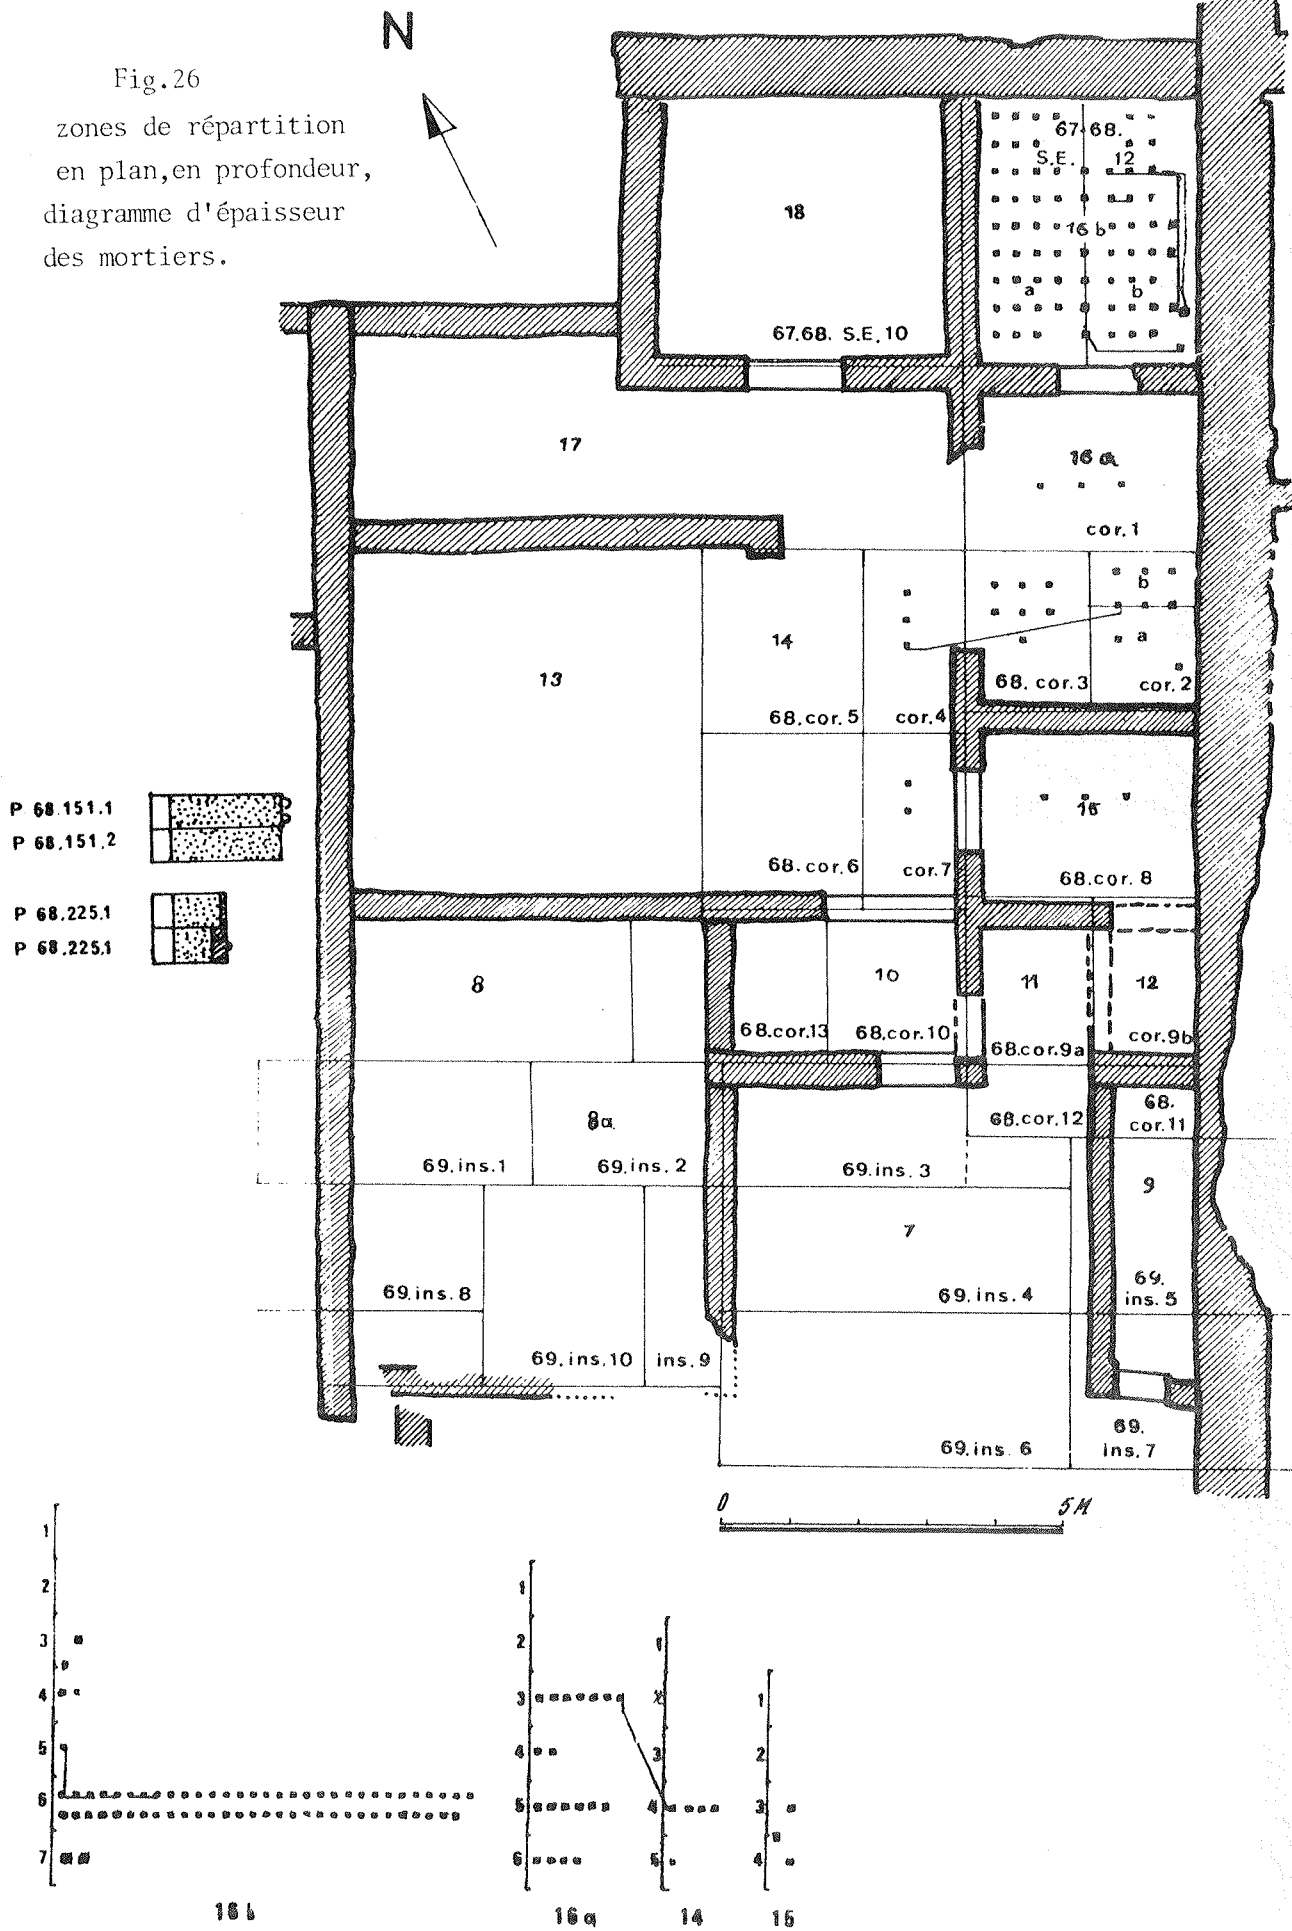 N
Fig.26
zones de répartition
en plan,en profondeur,
diagramme d'épaisseur
des mortiers.
67.68.
S.E. 12
16 b
a b
18
67.68. S.E.10
17
16 a
cor.1
b
14 a
13
68. cor.3 cor.2
68.cor.5 cor.4
15
P 68.151.1
P 68.151.2
68.cor.6 cor.7 68.cor.8
P 68.225.1
P 68.225.1
8 10 11 12
68.cor.13 68.cor.10 68.cor.9a cor.9b
8a 68.cor.12 68.
cor.11
69.ins.1 69.ins.2 69.ins.3
9
7
69.ins.8 69.ins.4 69.
ins.5
69.ins.10 ins.9
69.ins.6 69.
ins.7
0 5M
1
2
3
4
5
6
7
16 b
1
2
3
4
5
6
16a
1
2
3
4
5
14
1
2
3
4
15